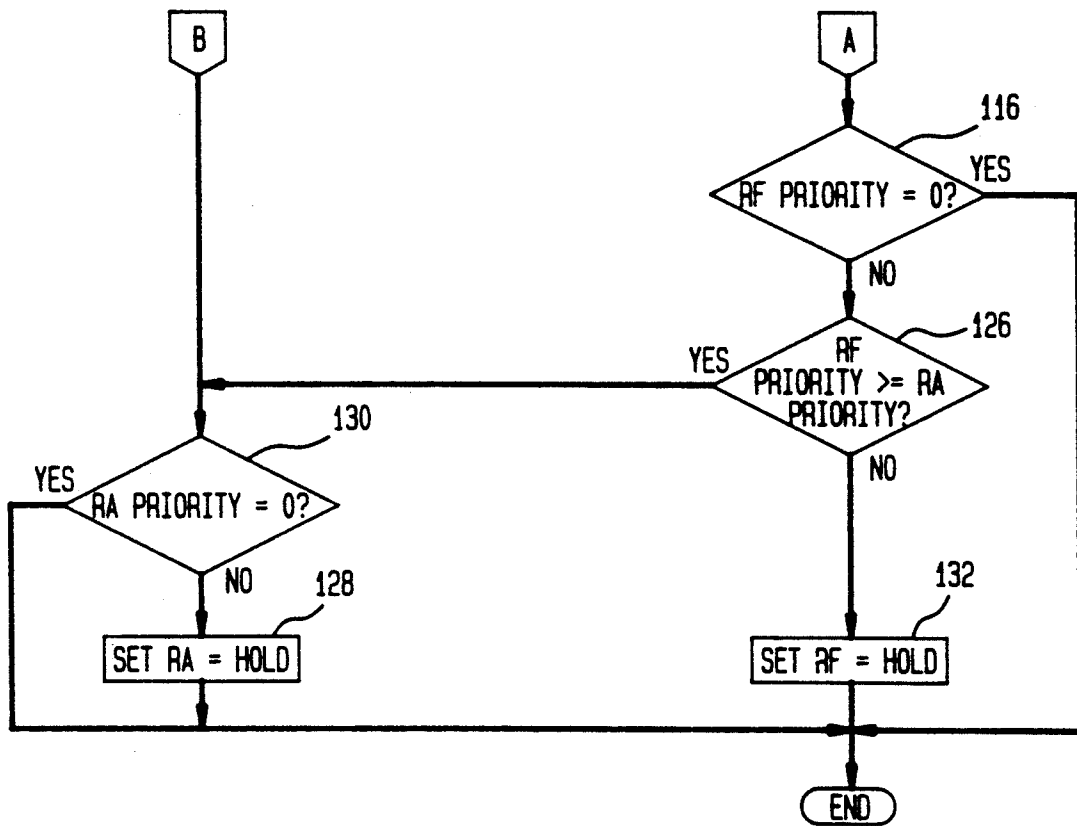 B
A
116
RF PRIORITY = 0?
YES
NO
126
YES
RF
PRIORITY >= RA
PRIORITY?
NO
130
YES
RA PRIORITY = 0?
NO
128
SET RA = HOLD
132
SET RF = HOLD
END